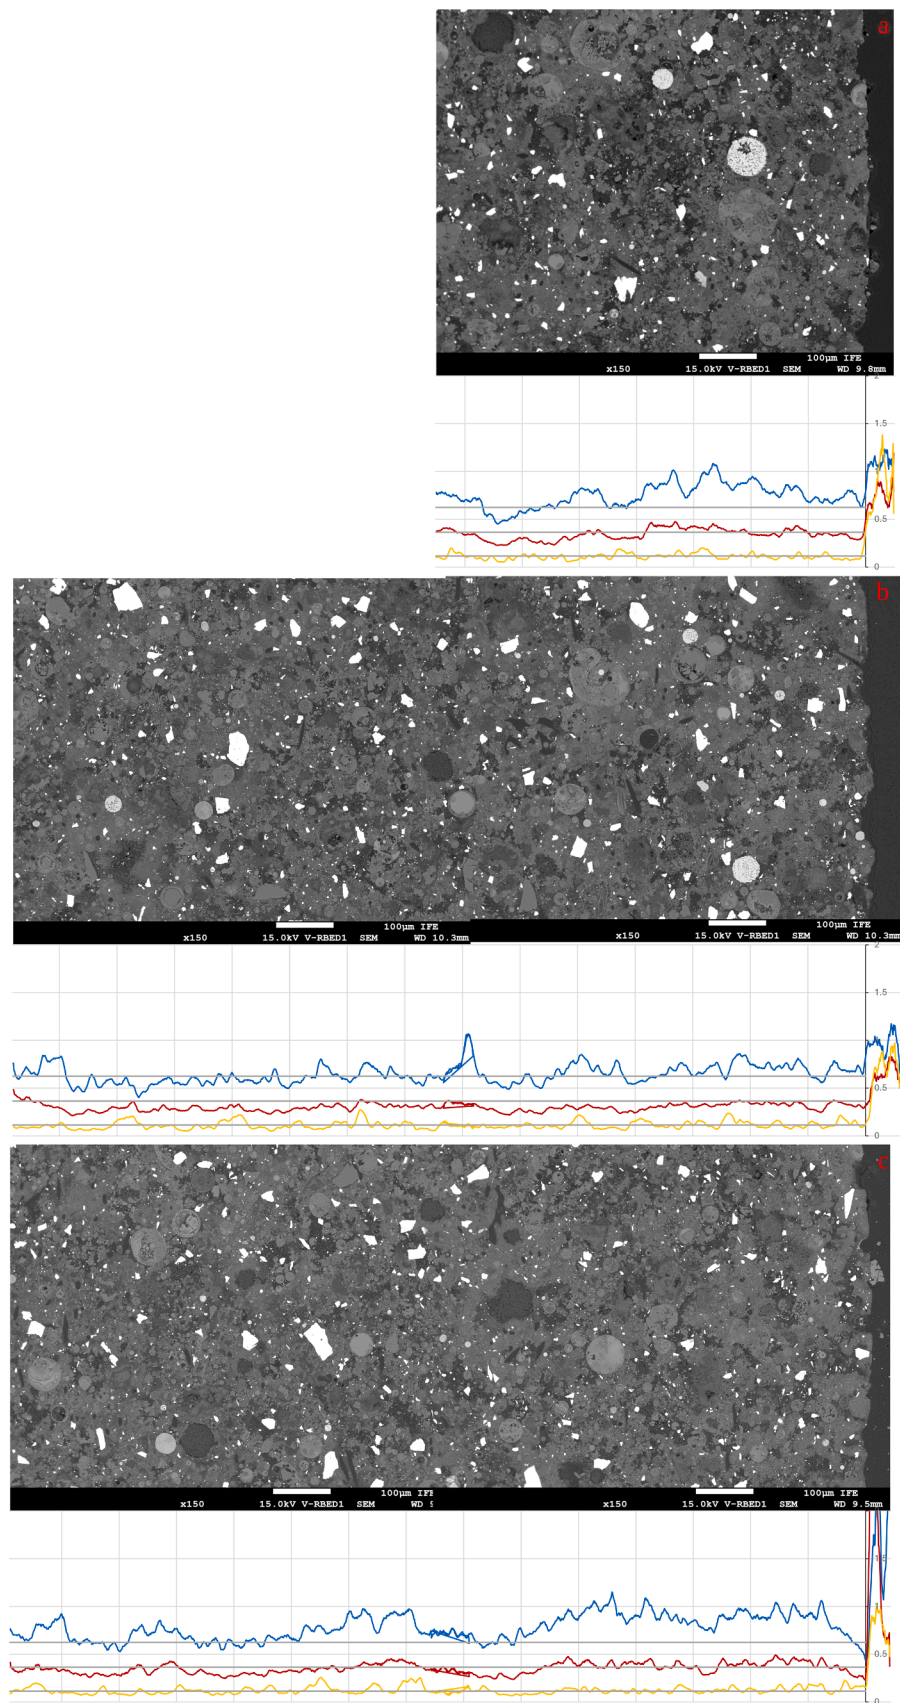 a
100µm IFE
x150 15.0kV V-RBED1 SEM WD 9.8mm
2
1.5
1
0.5
0
b
100µm IFE 100µm IFE
x150 15.0kV V-RBED1 SEM WD 10.3mm x150 15.0kV V-RBED1 SEM WD 10.3mm
2
1.5
1
0.5
0
c
100µm IFE 100µm IFE
x150 15.0kV V-RBED1 SEM WD x150 15.0kV V-RBED1 SEM WD 9.5mm
1.5
1
0.5
0